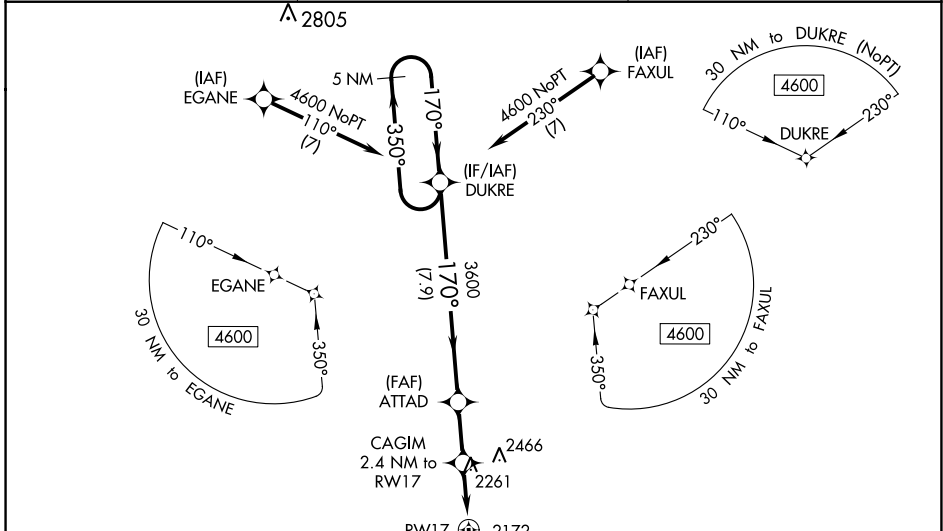 2805
(IAF)
EGANE
4600 NoPT
110°
(7)
5 NM
350°
170°
(IF/IAF)
DUKRE
(IAF)
FAXUL
4600 NoPT
230°
(7)
30 NM to DUKRE (NoPT)
4600
110°
230°
DUKRE
110°
EGANE
4600
350°
30 NM to EGANE
3600
170°
(7.9)
230°
FAXUL
4600
350°
30 NM to FAXUL
(FAF)
ATTAD
CAGIM
2.4 NM to
RW17
2466
2261
RW17
2172